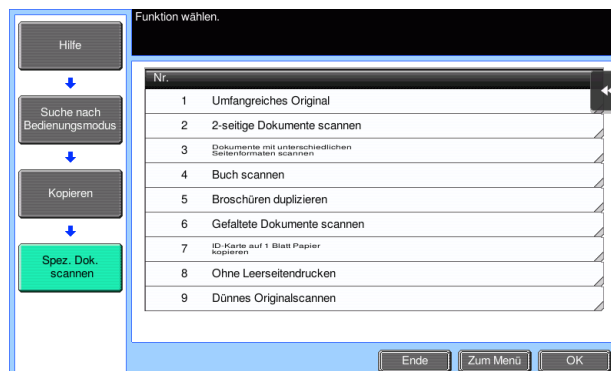 Funktion wählen.
Hilfe
Suche nach
Bedienungsmodus
Kopieren
Spez. Dok.
scannen
Nr.
1 Umfangreiches Original
2 2-seitige Dokumente scannen
3 Dokumente mit unterschiedlichen
Seitenformaten scannen
4 Buch scannen
5 Broschüren duplizieren
6 Gefaltete Dokumente scannen
7 ID-Karte auf 1 Blatt Papier
kopieren
8 Ohne Leerseitendrucken
9 Dünnes Originalscannen
Ende
Zum Menü
OK